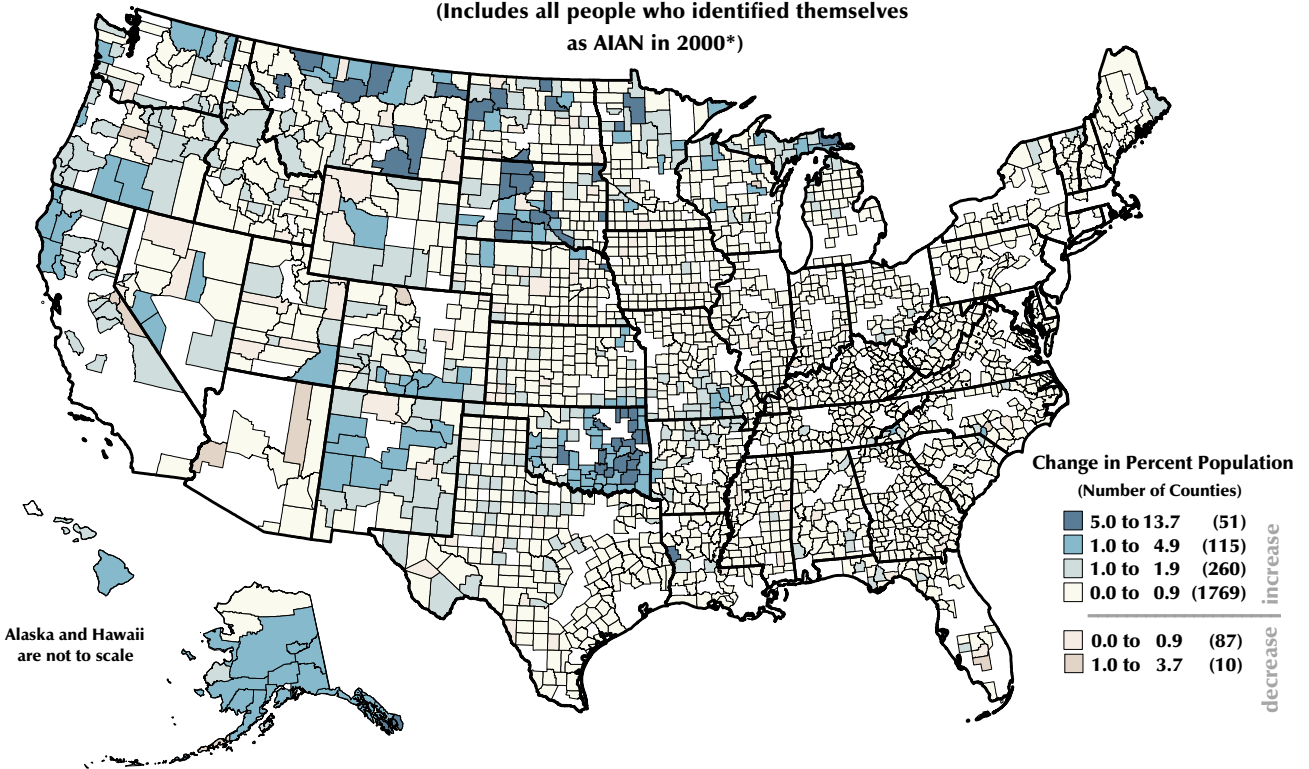 (Includes all people who identified themselves
as AIAN in 2000*)
Change in Percent Population
(Number of Counties)
5.0 to 13.7 (51)
1.0 to 4.9 (115)
1.0 to 1.9 (260)
0.0 to 0.9 (1769)
increase
0.0 to 0.9 (87)
1.0 to 3.7 (10)
decrease
Alaska and Hawaii
are not to scale